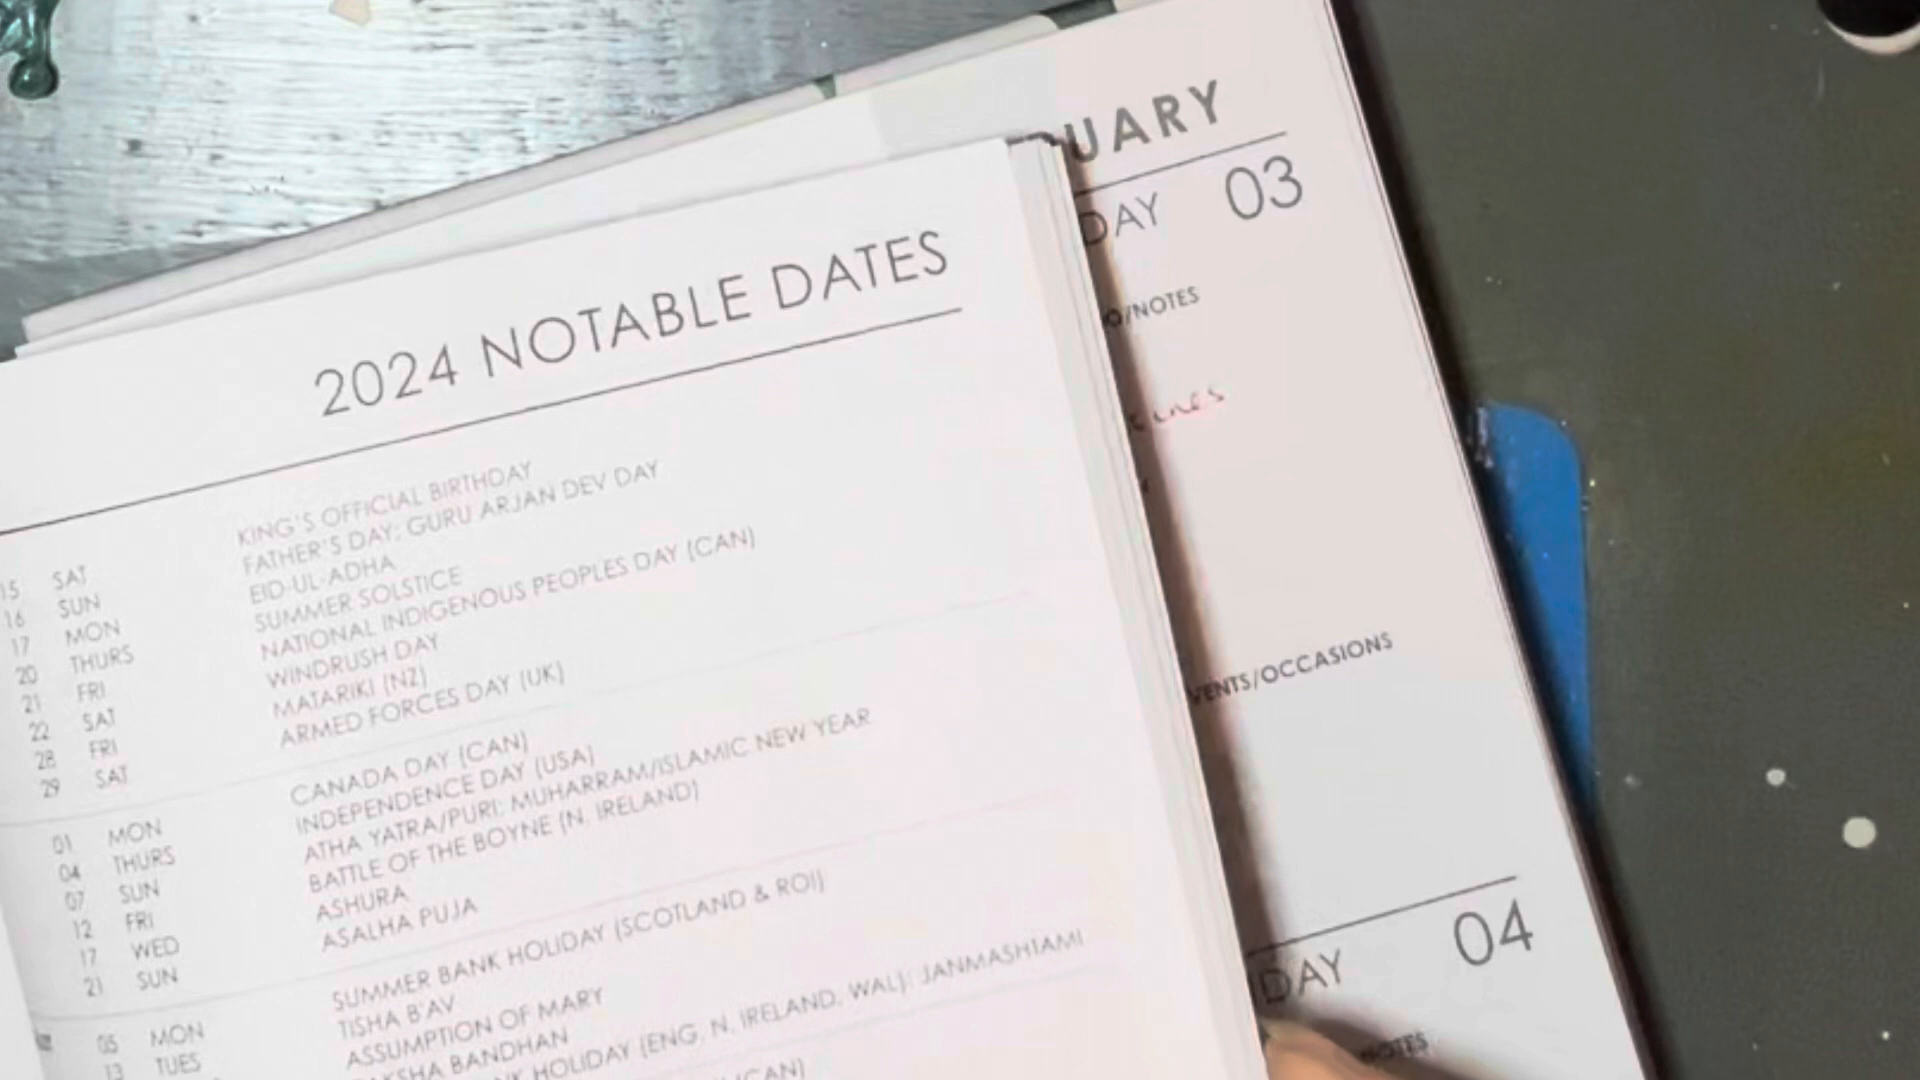 2024 NOTABLE DATES
15 SAT KING'S OFFICIAL BIRTHDAY
16 SUN FATHER'S DAY; GURU ARJAN DEV DAY
17 MON EID-UL-ADHA
20 THURS SUMMER SOLSTICE
21 FRI NATIONAL INDIGENOUS PEOPLES DAY (CAN)
22 SAT WINDRUSH DAY
28 FRI MATARIKI (NZ)
29 SAT ARMED FORCES DAY (UK)
01 MON CANADA DAY (CAN)
04 THURS INDEPENDENCE DAY (USA)
07 SUN ATHA YATRA/PURI; MUHARRAM/ISLAMIC NEW YEAR
12 FRI BATTLE OF THE BOYNE (N. IRELAND)
17 WED ASHURA
21 SUN ASALHA PUJA
05 MON SUMMER BANK HOLIDAY (SCOTLAND & ROI)
13 TUES TISHA B'AV
ASSUMPTION OF MARY
AKSHA BANDHAN
NK HOLIDAY (ENG, N. IRELAND, WAL); JANMASHTAMI
(CAN)
UARY
DAY 03
/NOTES
VENTS/OCCASIONS
DAY 04
NOTES